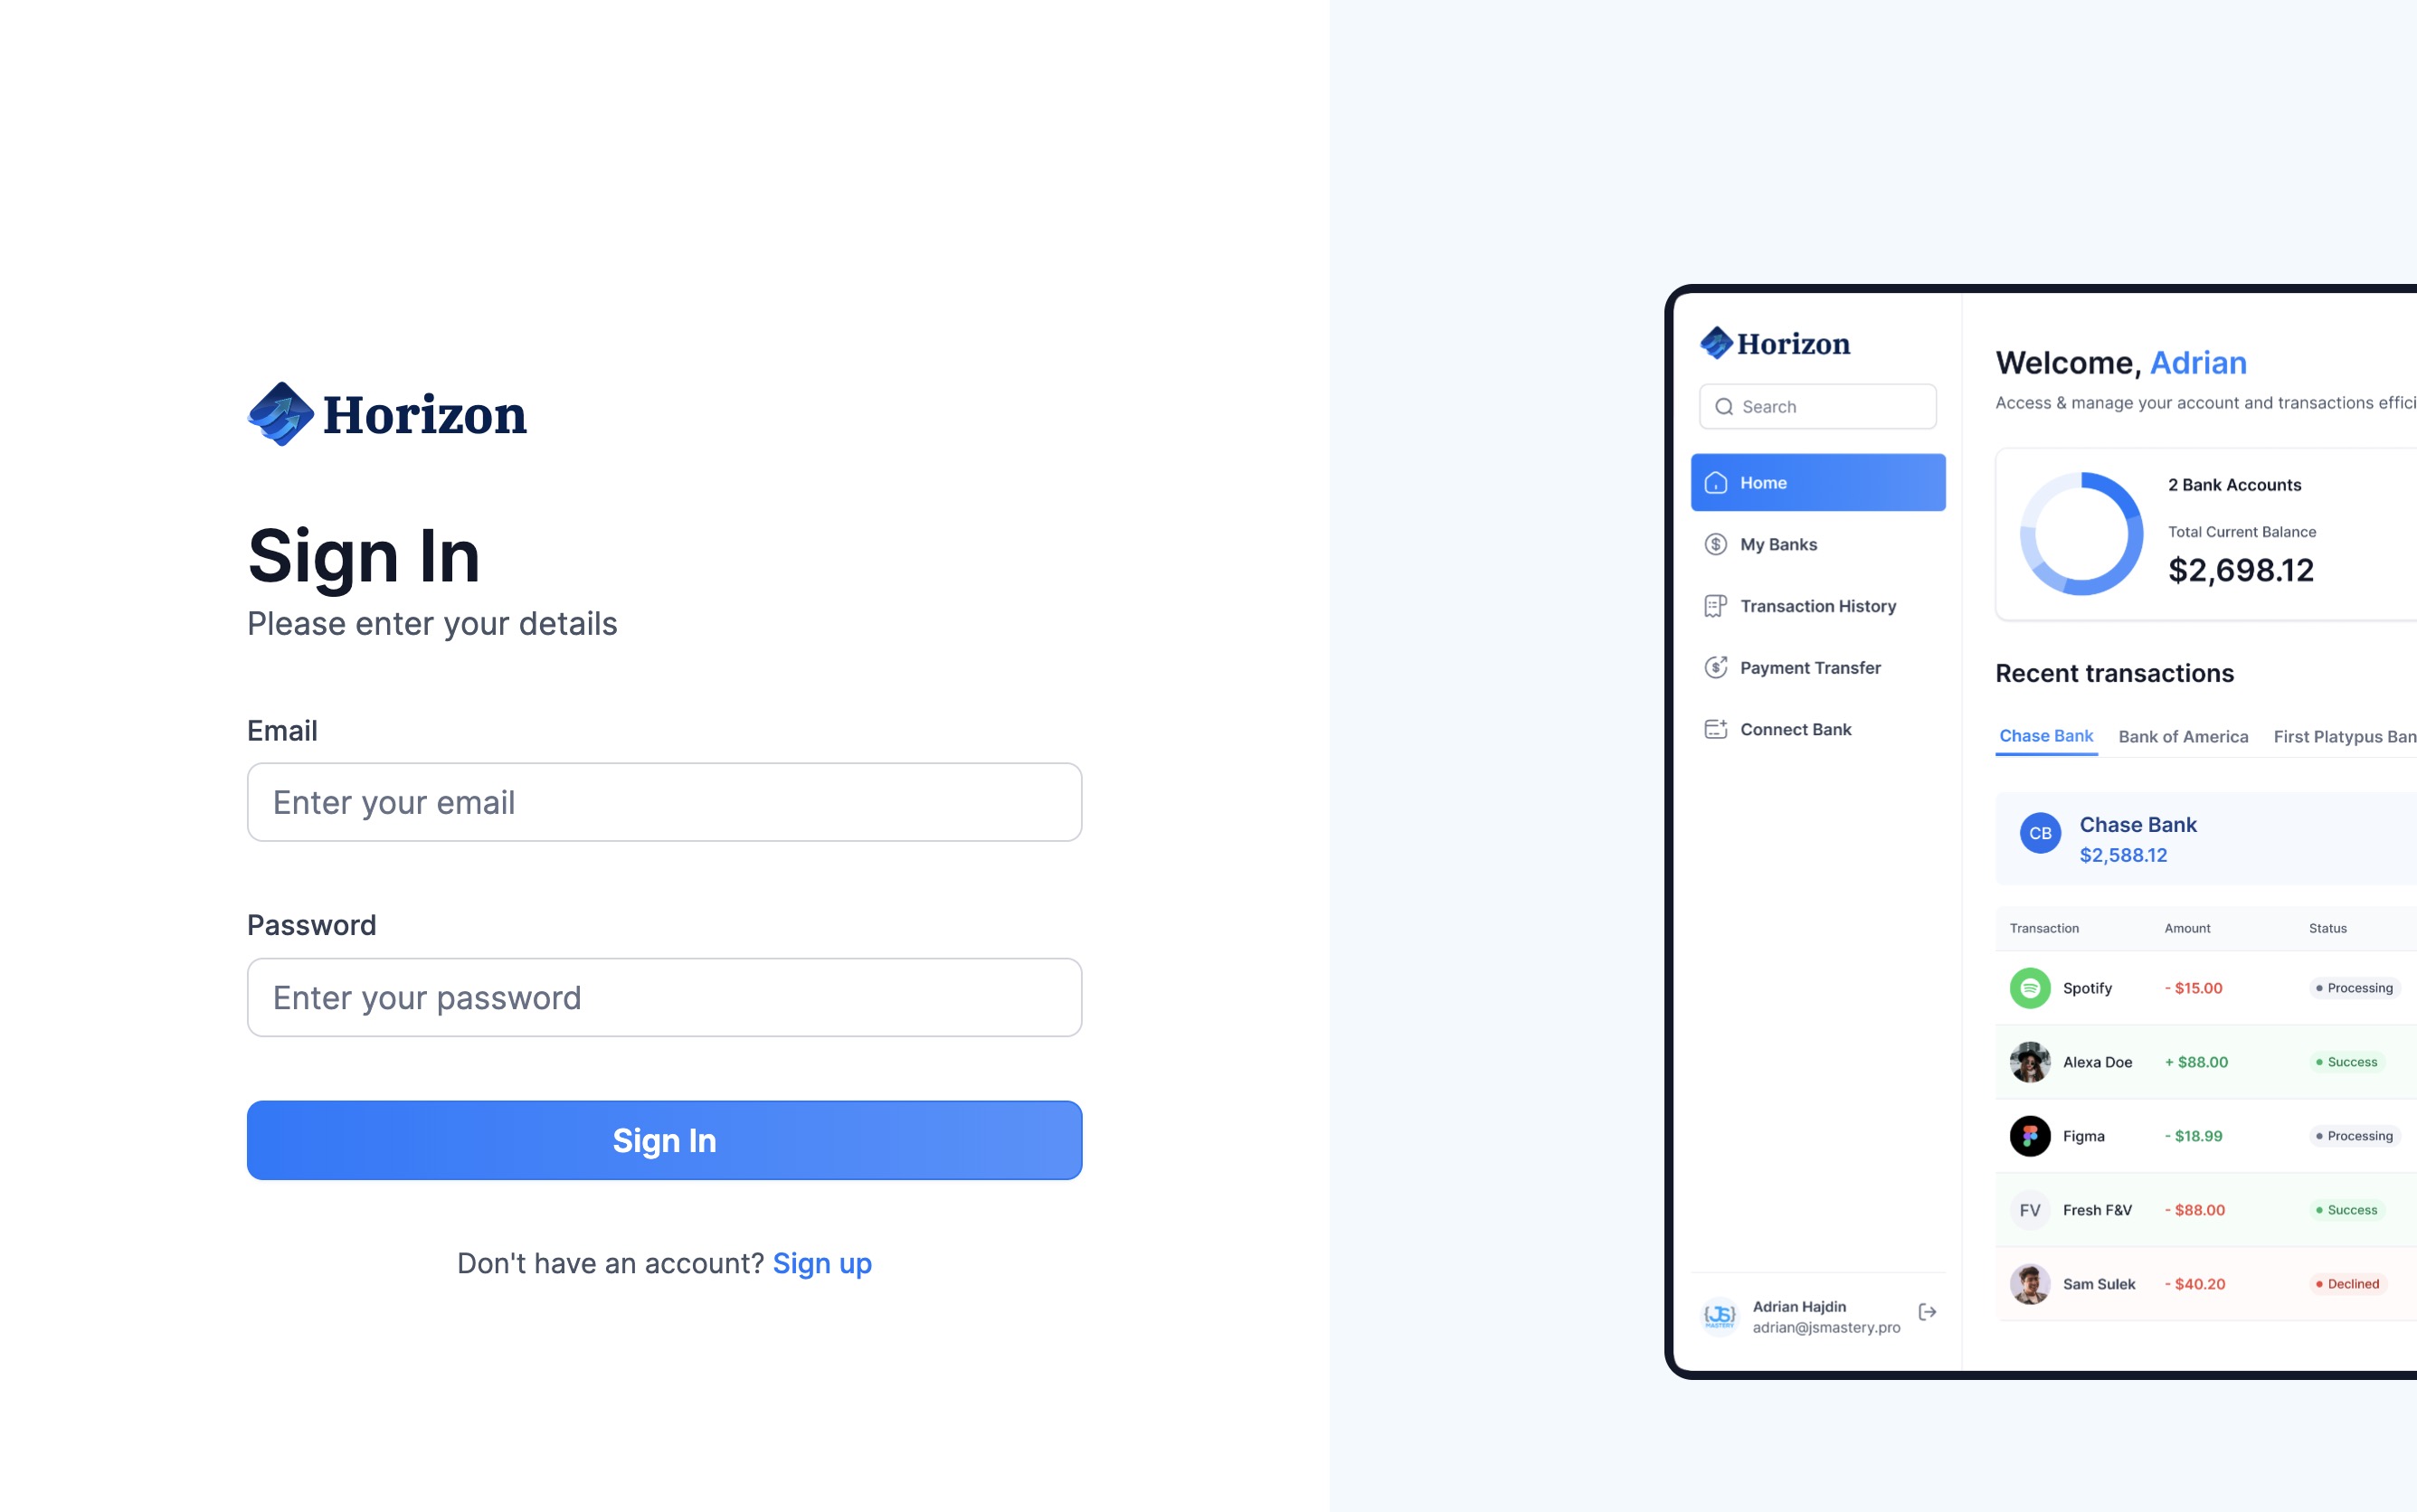 Horizon
Sign In
Please enter your details
Email
Enter your email
Password
Enter your password
Sign In
Don't have an account? Sign up
Horizon
Search
Home
My Banks
Transaction History
Payment Transfer
Connect Bank
{JS}
MASTERY
Adrian Hajdin
adrian@jsmastery.pro
Welcome, Adrian
Access & manage your account and transactions effici
2 Bank Accounts
Total Current Balance
$2,698.12
Recent transactions
Chase Bank Bank of America First Platypus Ban
CB
Chase Bank
$2,588.12
Transaction Amount Status
Spotify - $15.00 Processing
Alexa Doe + $88.00 Success
Figma - $18.99 Processing
FV Fresh F&V - $88.00 Success
Sam Sulek - $40.20 Declined